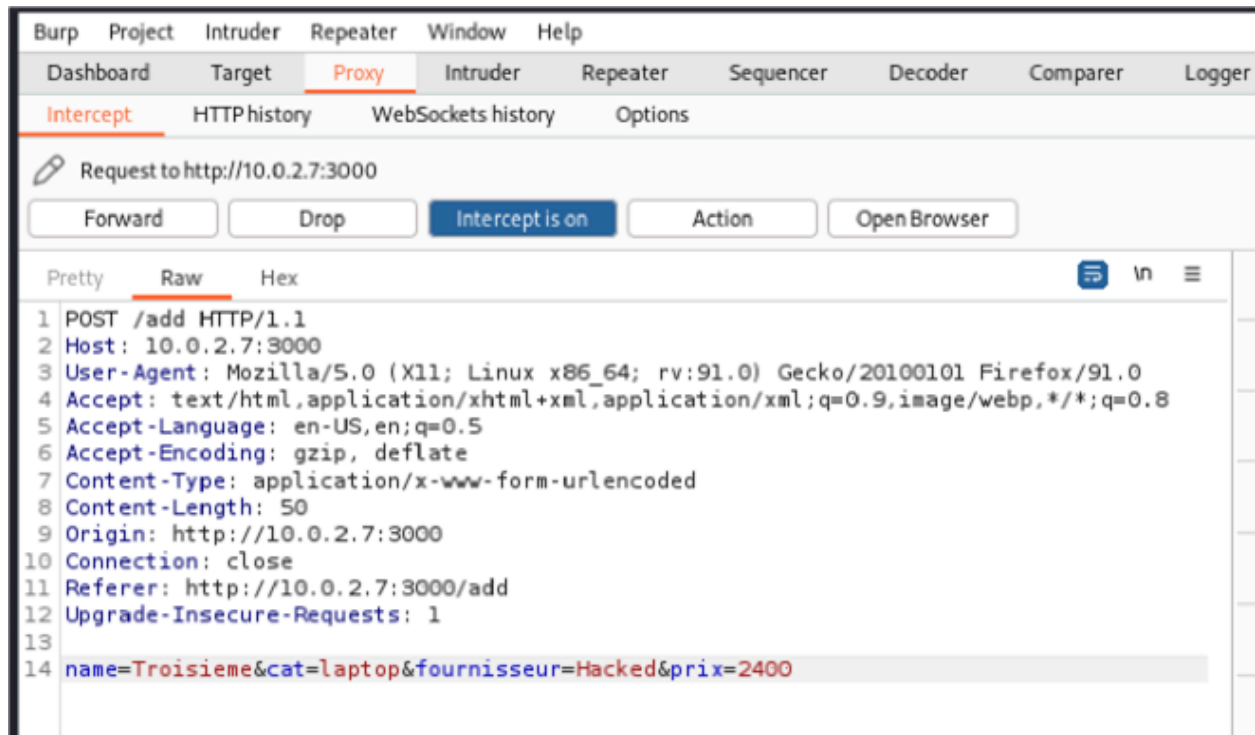 Burp Project Intruder Repeater Window Help
Dashboard Target Proxy Intruder Repeater Sequencer Decoder Comparer Logger
Intercept HTTP history WebSockets history Options
Request to http://10.0.2.7:3000
Forward Drop Intercept is on Action Open Browser
Pretty Raw Hex \n
1 POST /add HTTP/1.1
2 Host: 10.0.2.7:3000
3 User-Agent: Mozilla/5.0 (X11; Linux x86_64; rv:91.0) Gecko/20100101 Firefox/91.0
4 Accept: text/html,application/xhtml+xml,application/xml;q=0.9,image/webp,*/*;q=0.8
5 Accept-Language: en-US,en;q=0.5
6 Accept-Encoding: gzip, deflate
7 Content-Type: application/x-www-form-urlencoded
8 Content-Length: 50
9 Origin: http://10.0.2.7:3000
10 Connection: close
11 Referer: http://10.0.2.7:3000/add
12 Upgrade-Insecure-Requests: 1
13
14 name=Troisieme&cat=laptop&fournisseur=Hacked&prix=2400